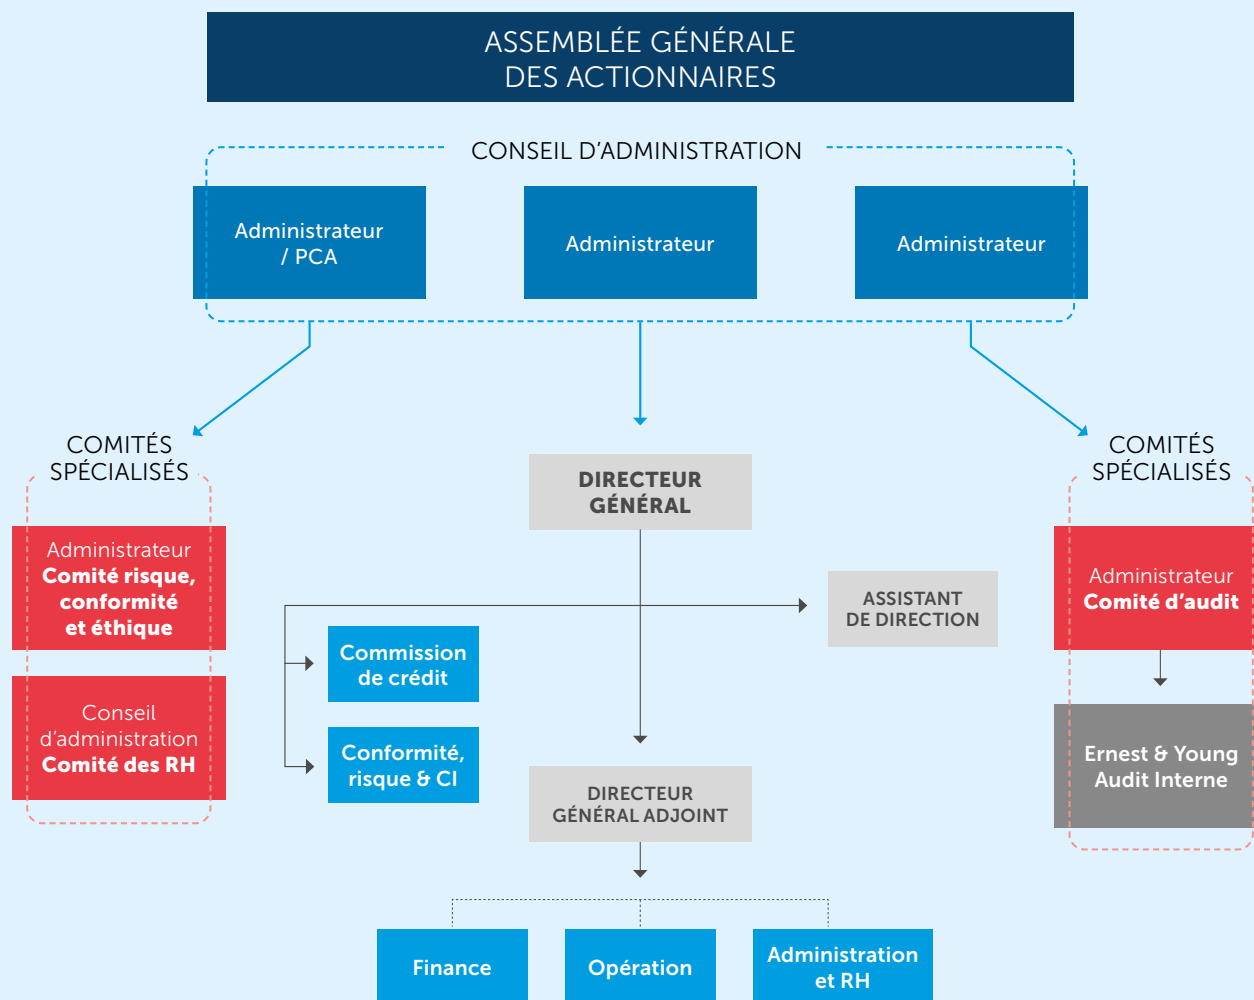 ASSEMBLÉE GÉNÉRALE
DES ACTIONNAIRES
CONSEIL D'ADMINISTRATION
Administrateur
/ PCA
Administrateur
Administrateur
COMITÉS
SPÉCIALISÉS
Administrateur
Comité risque,
conformité
et éthique
Conseil
d'administration
Comité des RH
DIRECTEUR
GÉNÉRAL
ASSISTANT
DE DIRECTION
Commission
de crédit
Conformité,
risque & CI
DIRECTEUR
GÉNÉRAL ADJOINT
Finance
Opération
Administration
et RH
COMITÉS
SPÉCIALISÉS
Administrateur
Comité d’audit
Ernest & Young
Audit Interne